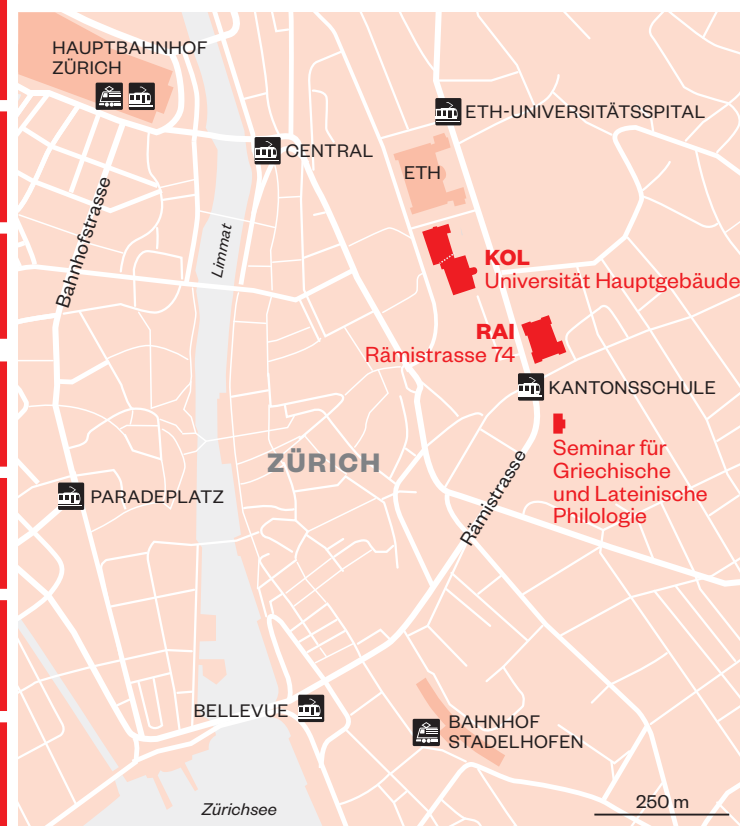 HAUPTBAHNHOF
ZÜRICH
ETH-UNIVERSITÄTSSPITAL
CENTRAL
ETH
Bahnhofstrasse
Limmat
KOL
Universität Hauptgebäude
RAI
Rämistrasse 74
KANTONSSCHULE
ZÜRICH
Seminar für
Griechische
und Lateinische
Philologie
Rämistrasse
PARADEPLATZ
BELLEVUE
BAHNHOF
STADELHOFEN
Zürichsee
250 m